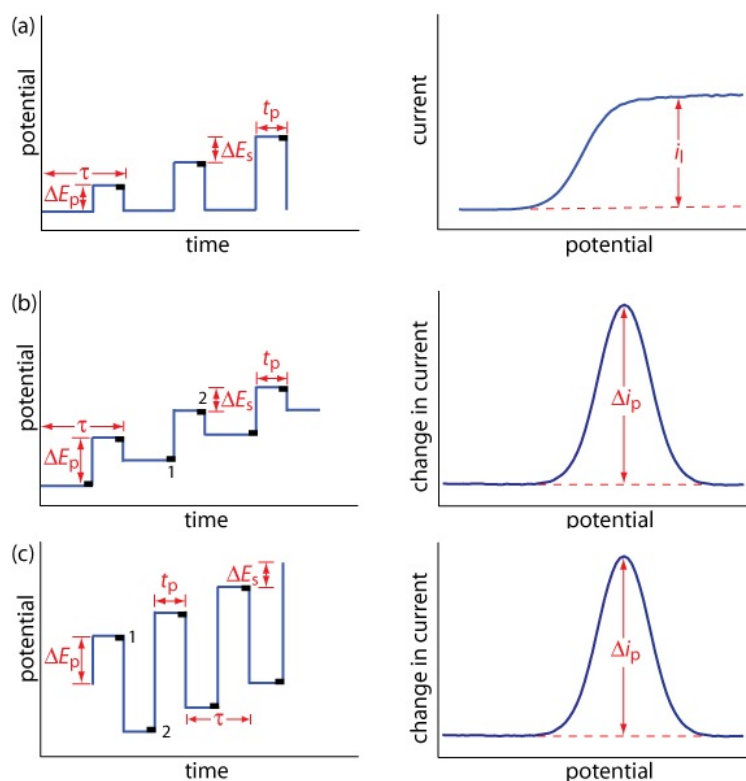 (a)
potential
τ
ΔEp
ΔEs
tp
time
current
il
potential
(b)
potential
τ
ΔEp
1
2
ΔEs
tp
time
change in current
Δip
potential
(c)
potential
ΔEp
1
2
tp
τ
ΔEs
time
change in current
Δip
potential